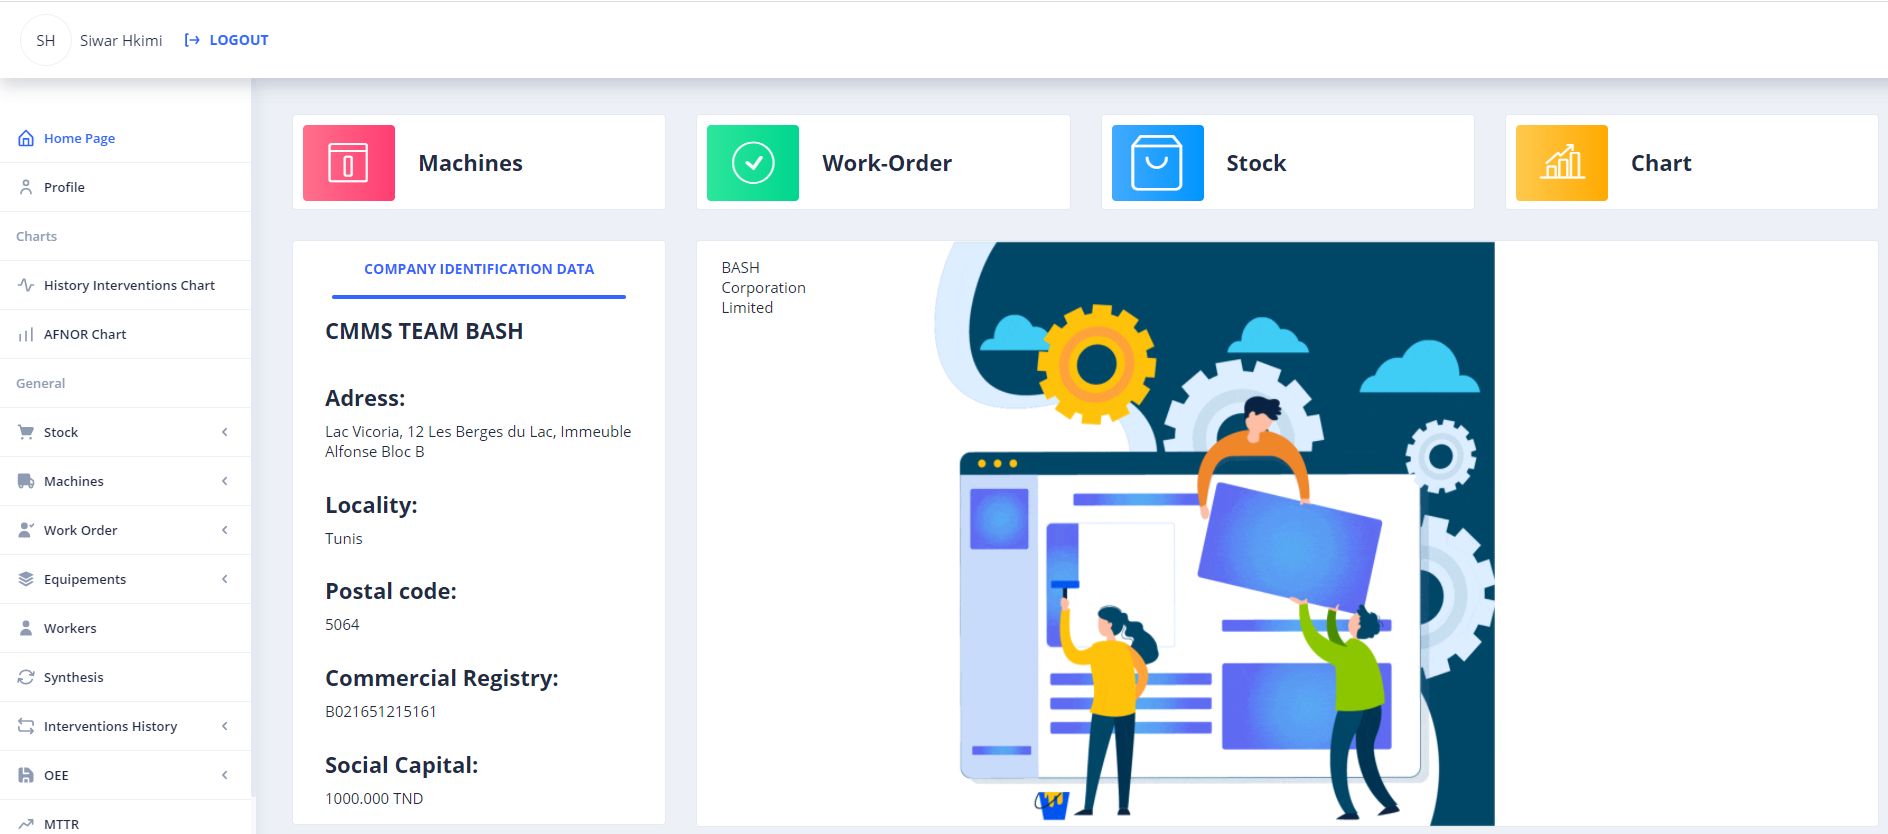 SH Siwar Hkimi LOGOUT
Home Page
Profile
Charts
History Interventions Chart
AFNOR Chart
General
Stock
Machines
Work Order
Equipements
Workers
Synthesis
Interventions History
OEE
MTTR
Machines
Work-Order
Stock
Chart
COMPANY IDENTIFICATION DATA
CMMS TEAM BASH
Adress:
Lac Vicoria, 12 Les Berges du Lac, Immeuble
Alfonse Bloc B
Locality:
Tunis
Postal code:
5064
Commercial Registry:
B021651215161
Social Capital:
1000.000 TND
BASH
Corporation
Limited